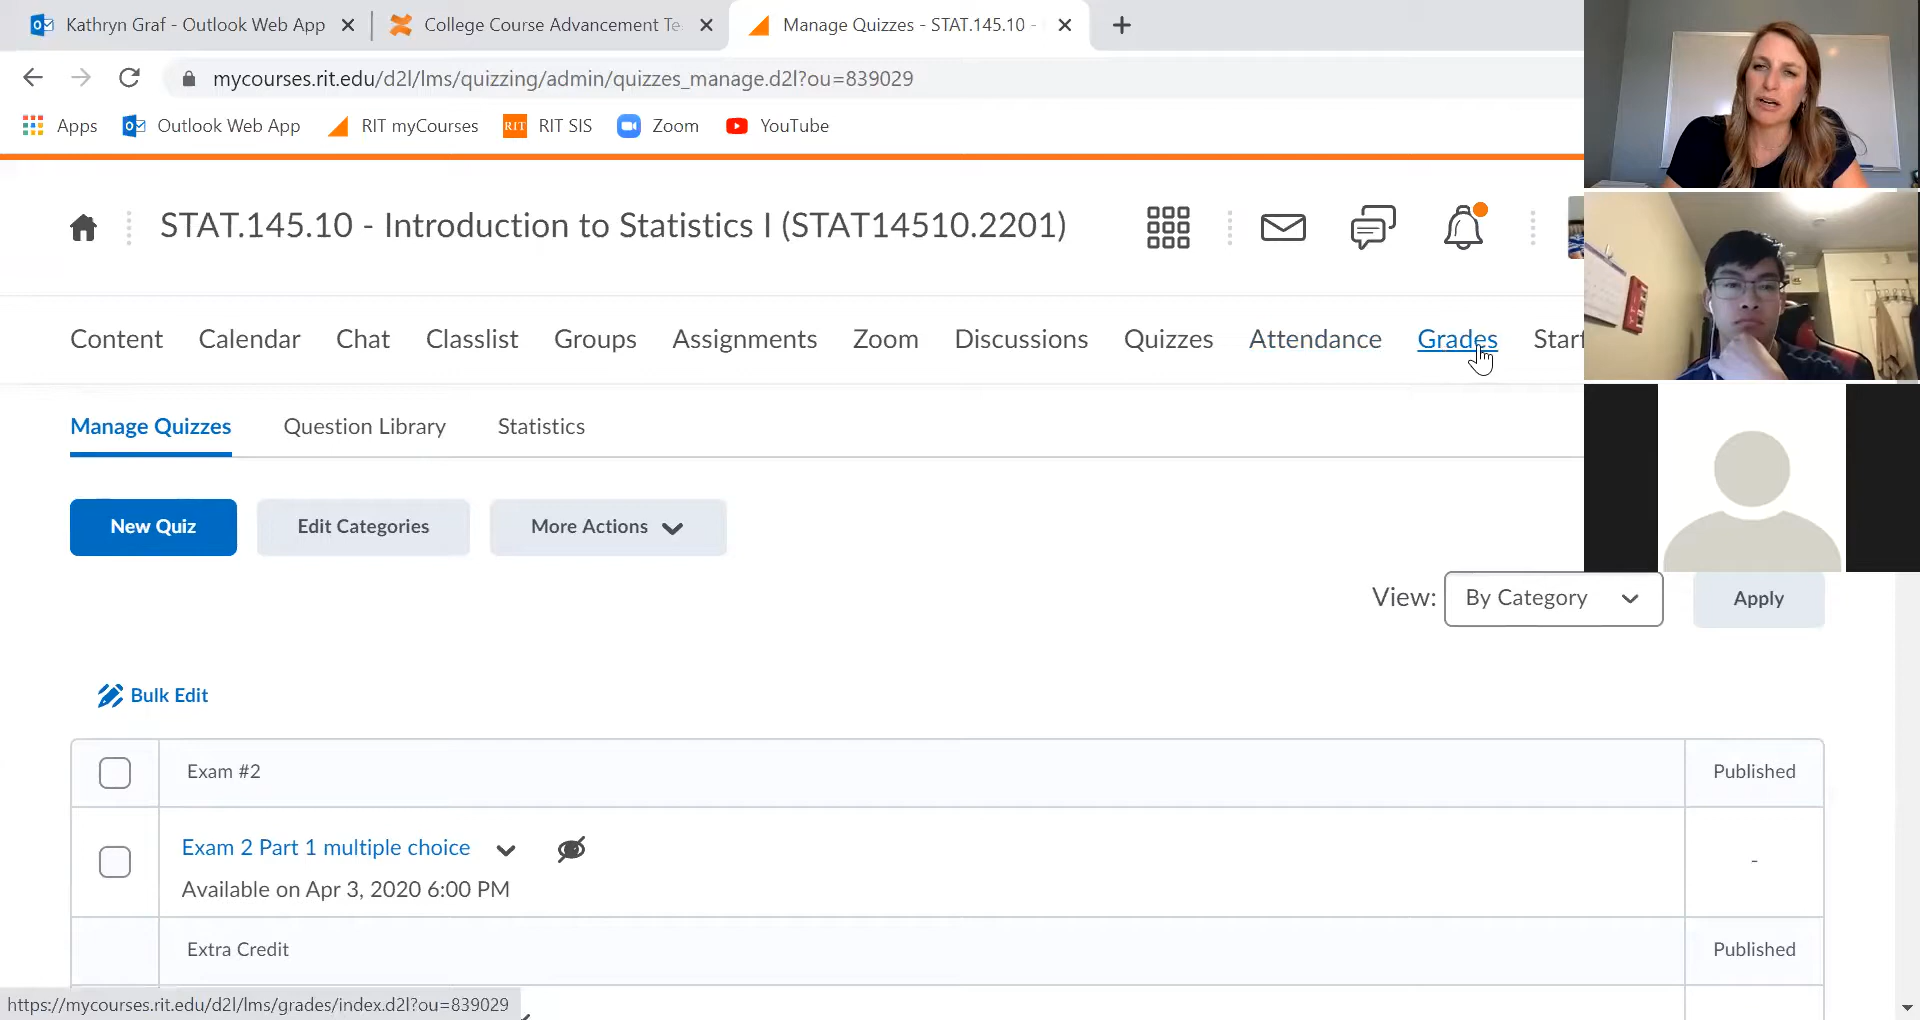 Kathryn Graf - Outlook Web App
College Course Advancement Te
Manage Quizzes - STAT.145.10 -
mycourses.rit.edu/d2l/lms/quizzing/admin/quizzes_manage.d2l?ou=839029
Apps Outlook Web App RIT myCourses RIT RIT SIS Zoom YouTube
STAT.145.10 - Introduction to Statistics I (STAT14510.2201)
Content Calendar Chat Classlist Groups Assignments Zoom Discussions Quizzes Attendance Grades Starf
Manage Quizzes Question Library Statistics
New Quiz Edit Categories More Actions
View: By Category Apply
Bulk Edit
Exam #2 Published
Exam 2 Part 1 multiple choice -
Available on Apr 3, 2020 6:00 PM
Extra Credit Published
https://mycourses.rit.edu/d2l/lms/grades/index.d2l?ou=839029